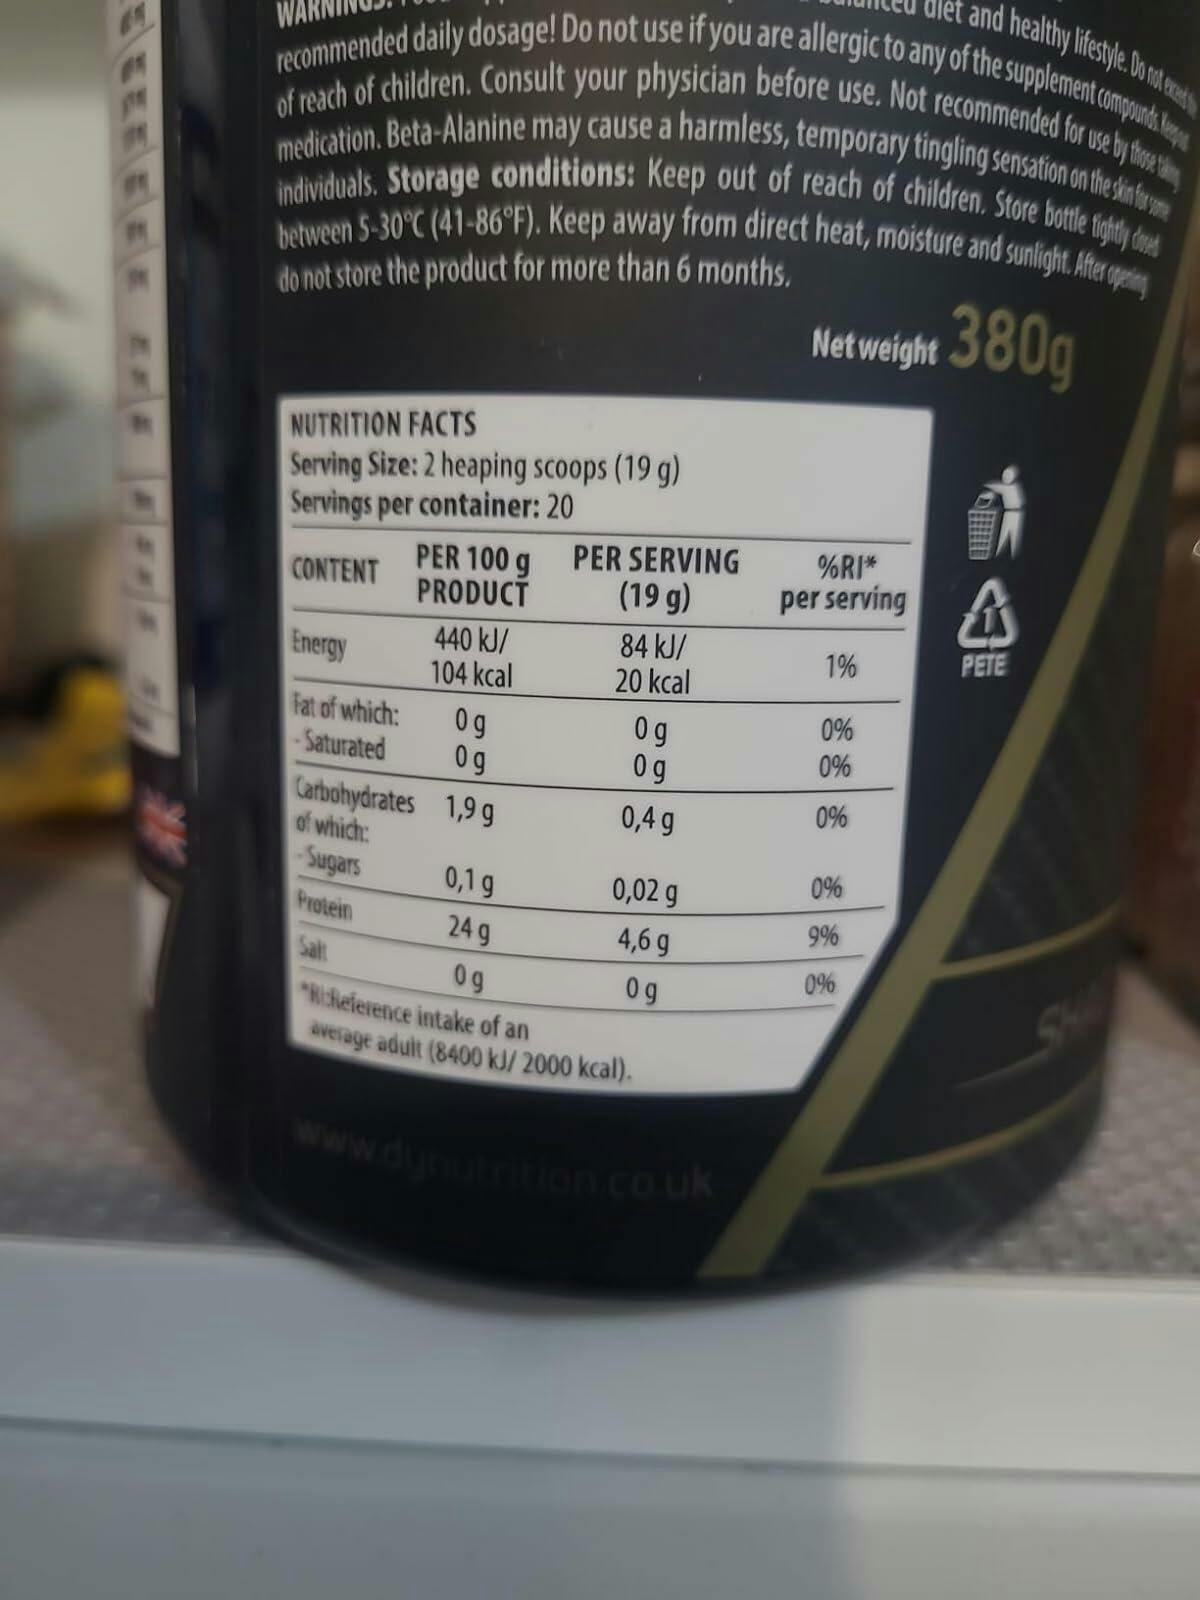 WARNINGS:
diet and healthy lifestyle. Do not exceed
recommended daily dosage! Do not use if you are allergic to any of the supplement compounds. Keep out
of reach of children. Consult your physician before use. Not recommended for use by those taking
medication. Beta-Alanine may cause a harmless, temporary tingling sensation on the skin for some
individuals. Storage conditions: Keep out of reach of children. Store bottle tightly closed
between 5-30°C (41-86°F). Keep away from direct heat, moisture and sunlight. After opening
do not store the product for more than 6 months.
Net weight 380g
NUTRITION FACTS
Serving Size: 2 heaping scoops (19 g)
Servings per container: 20
CONTENT PER 100 g PRODUCT PER SERVING (19 g) %RI* per serving
Energy 440 kJ/ 104 kcal 84 kJ/ 20 kcal 1%
Fat of which: 0 g 0 g 0%
- Saturated 0 g 0 g 0%
Carbohydrates of which: 1,9 g 0,4 g 0%
- Sugars 0,1 g 0,02 g 0%
Protein 24 g 4,6 g 9%
Salt 0 g 0 g 0%
*RI:Reference intake of an
average adult (8400 kJ/ 2000 kcal).
1
PETE
www.dynutrition.co.uk